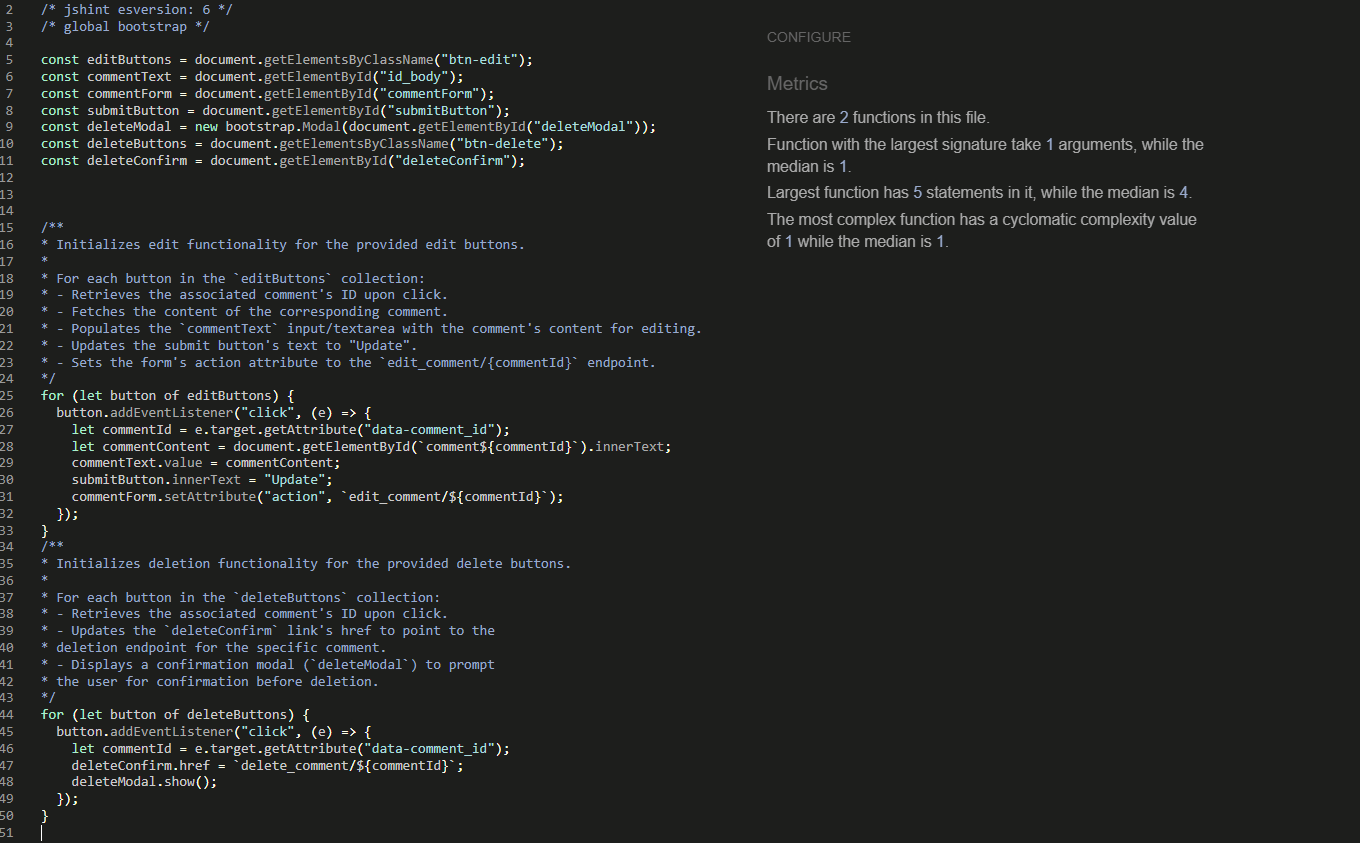 2 /* jshint esversion: 6 */
3 /* global bootstrap */
4
5 const editButtons = document.getElementsByClassName("btn-edit");
6 const commentText = document.getElementById("id_body");
7 const commentForm = document.getElementById("commentForm");
8 const submitButton = document.getElementById("submitButton");
9 const deleteModal = new bootstrap.Modal(document.getElementById("deleteModal"));
10 const deleteButtons = document.getElementsByClassName("btn-delete");
11 const deleteConfirm = document.getElementById("deleteConfirm");
12
13
14
15 /**
16 * Initializes edit functionality for the provided edit buttons.
17 *
18 * For each button in the `editButtons` collection:
19 * - Retrieves the associated comment's ID upon click.
20 * - Fetches the content of the corresponding comment.
21 * - Populates the `commentText` input/textarea with the comment's content for editing.
22 * - Updates the submit button's text to "Update".
23 * - Sets the form's action attribute to the `edit_comment/{commentId}` endpoint.
24 */
25 for (let button of editButtons) {
26 button.addEventListener("click", (e) => {
27 let commentId = e.target.getAttribute("data-comment_id");
28 let commentContent = document.getElementById(`comment${commentId}`).innerText;
29 commentText.value = commentContent;
30 submitButton.innerText = "Update";
31 commentForm.setAttribute("action", `edit_comment/${commentId}`);
32 });
33 }
34 /**
35 * Initializes deletion functionality for the provided delete buttons.
36 *
37 * For each button in the `deleteButtons` collection:
38 * - Retrieves the associated comment's ID upon click.
39 * - Updates the `deleteConfirm` link's href to point to the
40 * deletion endpoint for the specific comment.
41 * - Displays a confirmation modal (`deleteModal`) to prompt
42 * the user for confirmation before deletion.
43 */
44 for (let button of deleteButtons) {
45 button.addEventListener("click", (e) => {
46 let commentId = e.target.getAttribute("data-comment_id");
47 deleteConfirm.href = `delete_comment/${commentId}`;
48 deleteModal.show();
49 });
50 }
51
CONFIGURE
Metrics
There are 2 functions in this file.
Function with the largest signature take 1 arguments, while the
median is 1.
Largest function has 5 statements in it, while the median is 4.
The most complex function has a cyclomatic complexity value
of 1 while the median is 1.